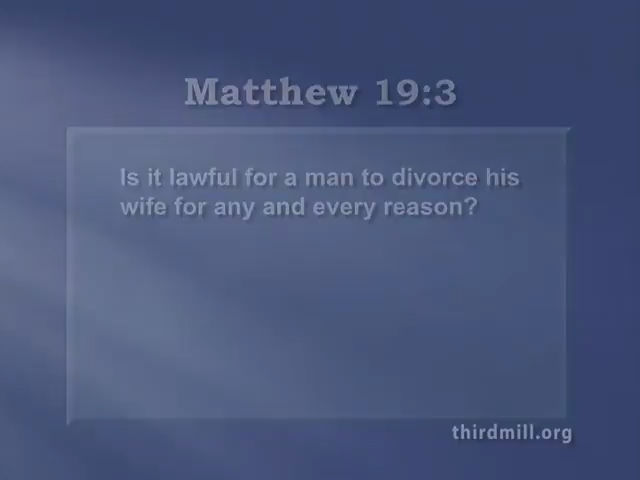 Matthew 19:3
Is it lawful for a man to divorce his
wife for any and every reason?
thirdmill.org